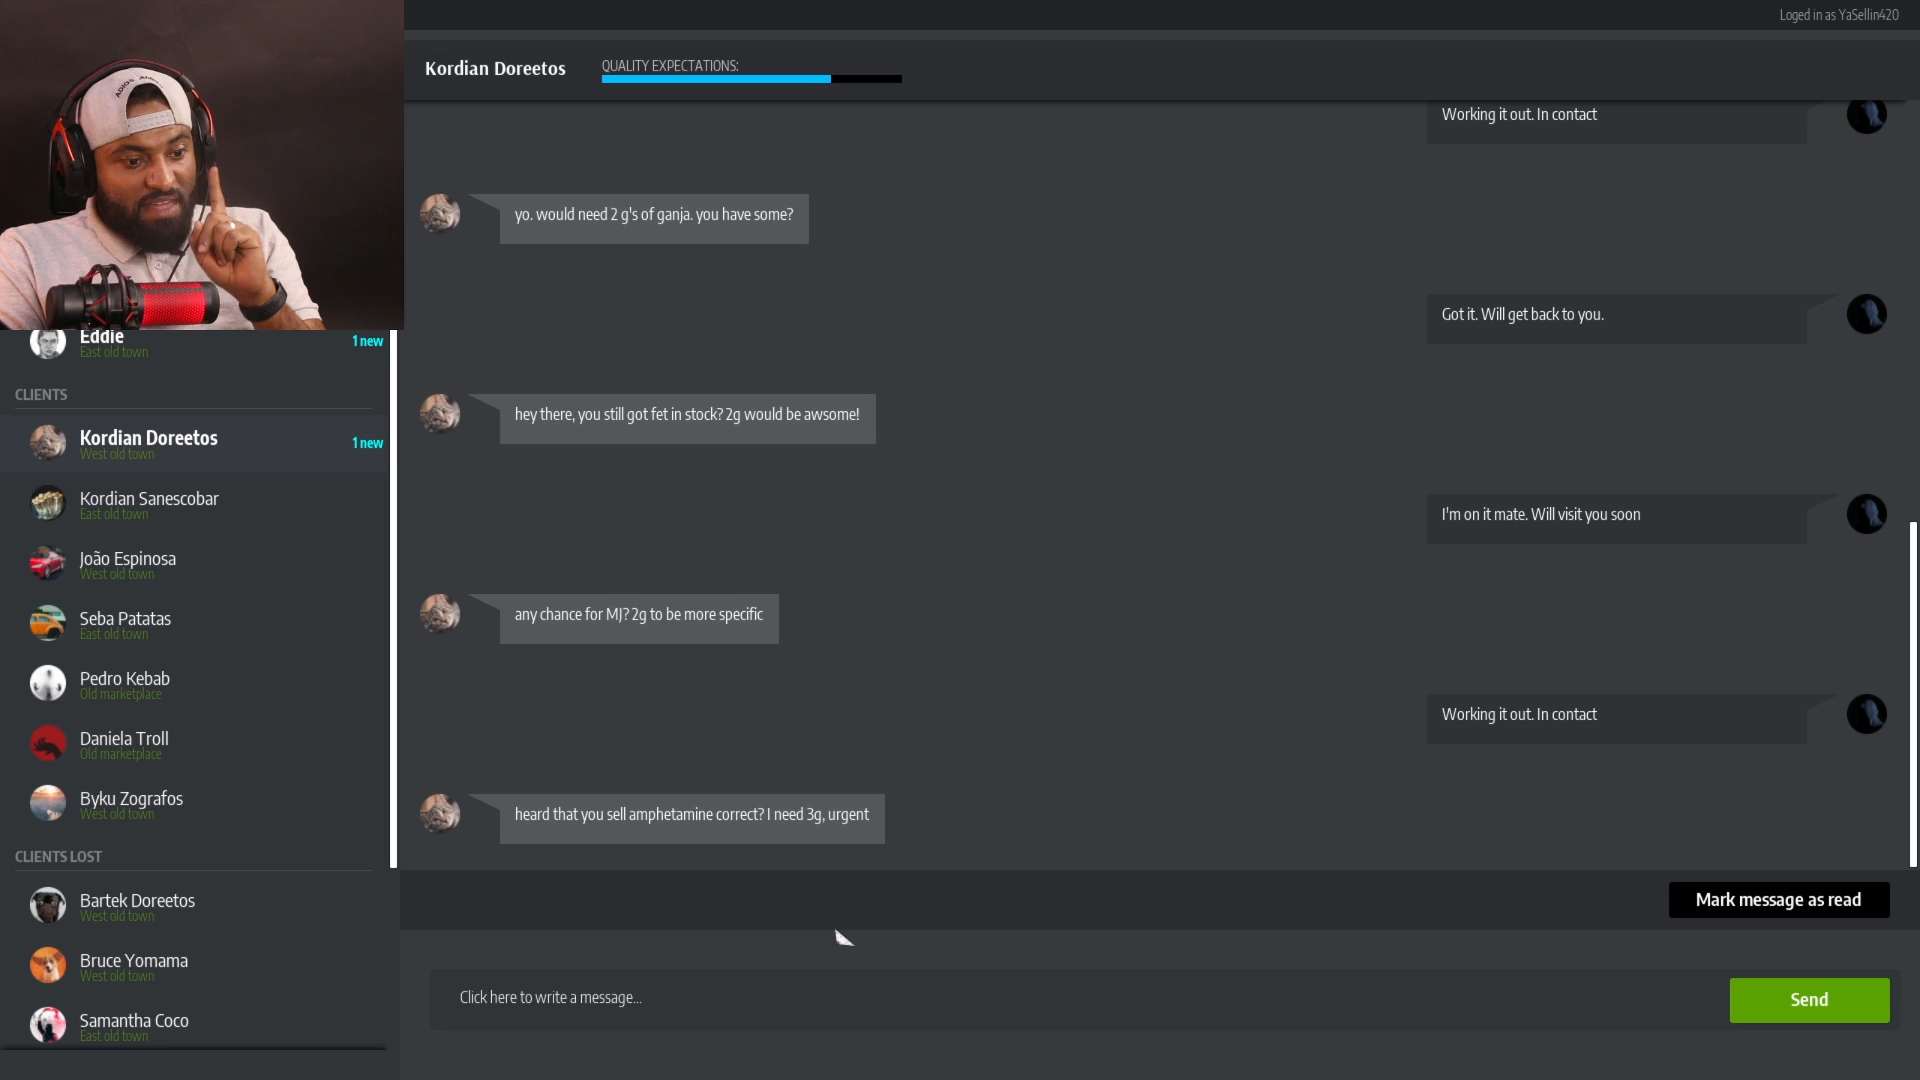 Loged in as YaSellin420
Kordian Doreetos
QUALITY EXPECTATIONS:
Working it out. In contact
yo. would need 2 g's of ganja. you have some?
Got it. Will get back to you.
hey there, you still got fet in stock? 2g would be awsome!
I'm on it mate. Will visit you soon
any chance for MJ? 2g to be more specific
Working it out. In contact
heard that you sell amphetamine correct? I need 3g, urgent
Mark message as read
Click here to write a message...
Send
Eddie
1 new
East old town
CLIENTS
Kordian Doreetos
1 new
West old town
Kordian Sanescobar
East old town
João Espinosa
West old town
Seba Patatas
East old town
Pedro Kebab
Old marketplace
Daniela Troll
Old marketplace
Byku Zografos
West old town
CLIENTS LOST
Bartek Doreetos
West old town
Bruce Yomama
West old town
Samantha Coco
East old town